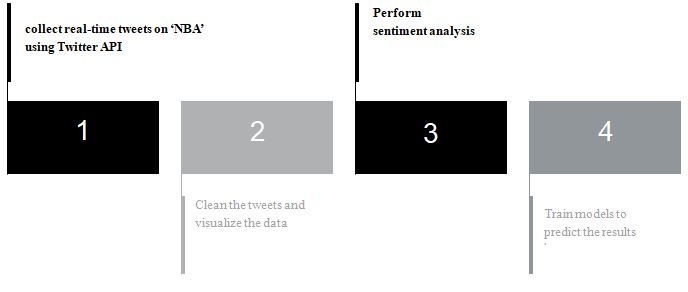 collect real-time tweets on ‘NBA’
using Twitter API
Perform
sentiment analysis
1
2
3
4
Clean the tweets and
visualize the data
Train models to
predict the results